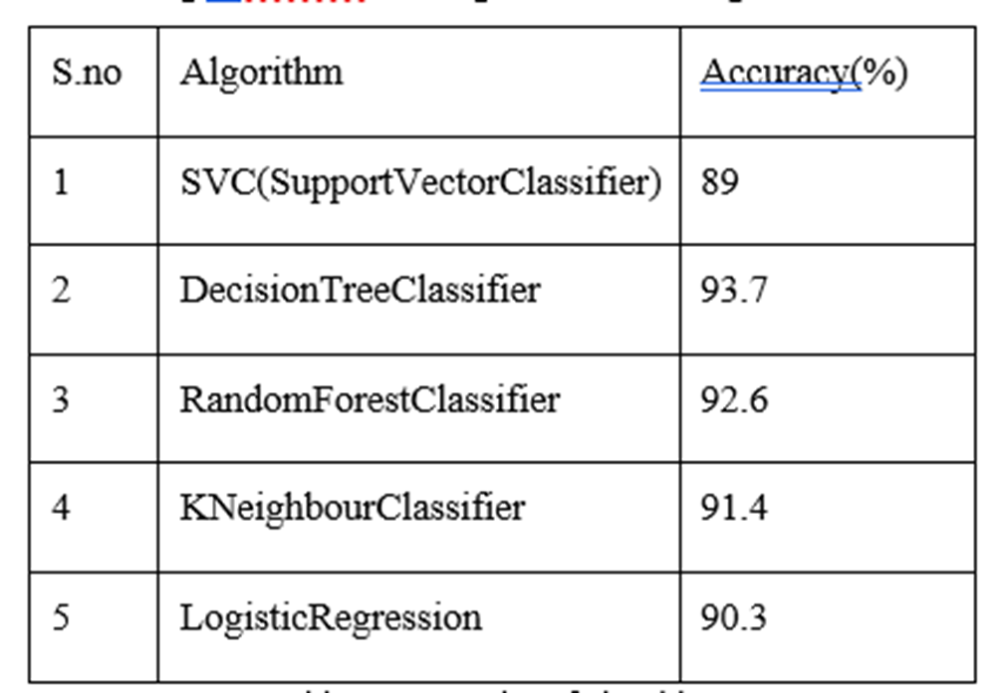 S.no Algorithm Accuracy(%)
1 SVC(SupportVectorClassifier) 89
2 DecisionTreeClassifier 93.7
3 RandomForestClassifier 92.6
4 KNeighbourClassifier 91.4
5 LogisticRegression 90.3